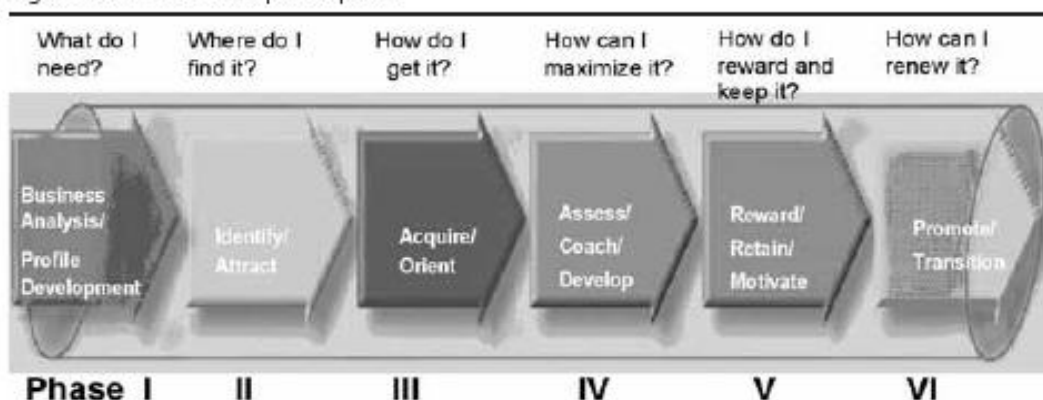 What do I
need?
Where do I
find it?
How do I
get it?
How can I
maximize it?
How do I
reward and
keep it?
How can I
renew it?
Business
Analysis/
Profile
Development
Identify/
Attract
Acquire/
Orient
Assess/
Coach/
Develop
Reward/
Retain/
Motivate
Promote/
Transition
Phase I II III IV V VI